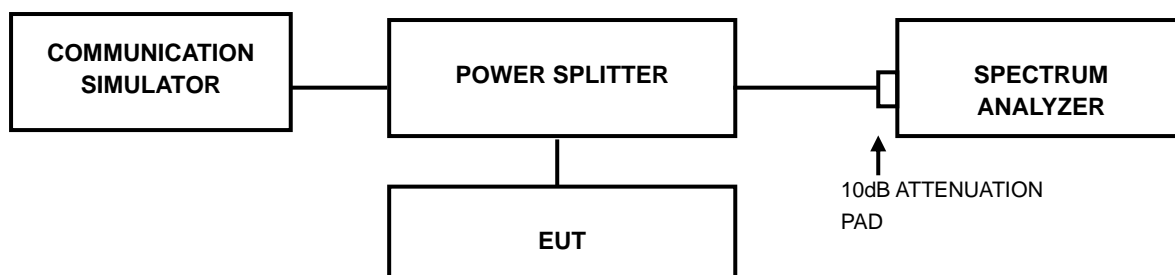 COMMUNICATION
SIMULATOR
POWER SPLITTER
SPECTRUM
ANALYZER
10dB ATTENUATION
PAD
EUT